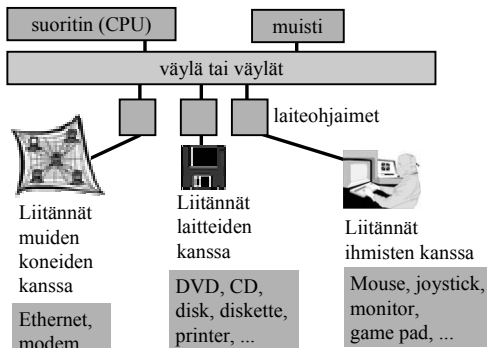 suoritin (CPU)
muisti
väylä tai väylät
laiteohjaimet
Liitännät
muiden
koneiden
kanssa
Ethernet,
modem
Liitännät
laitteiden
kanssa
DVD, CD,
disk, diskette,
printer, ...
Liitännät
ihmisten kanssa
Mouse, joystick,
monitor,
game pad, ...